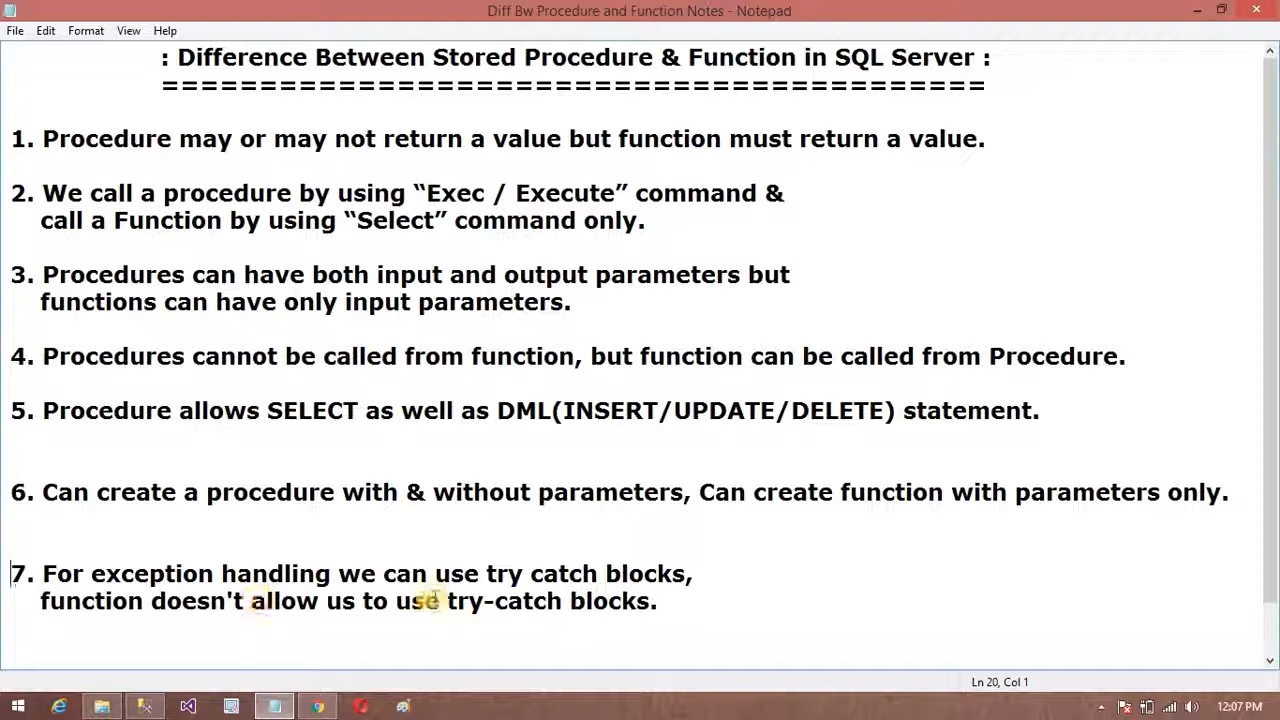 Diff Bw Procedure and Function Notes - Notepad
File Edit Format View Help
: Difference Between Stored Procedure & Function in SQL Server :
==========================================
1. Procedure may or may not return a value but function must return a value.
2. We call a procedure by using “Exec / Execute” command &
call a Function by using “Select” command only.
3. Procedures can have both input and output parameters but
functions can have only input parameters.
4. Procedures cannot be called from function, but function can be called from Procedure.
5. Procedure allows SELECT as well as DML(INSERT/UPDATE/DELETE) statement.
6. Can create a procedure with & without parameters, Can create function with parameters only.
7. For exception handling we can use try catch blocks,
function doesn't allow us to use try-catch blocks.
Ln 20, Col 1
12:07 PM